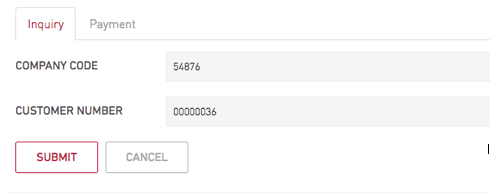 Inquiry Payment
COMPANY CODE 54876
CUSTOMER NUMBER 00000036
SUBMIT CANCEL